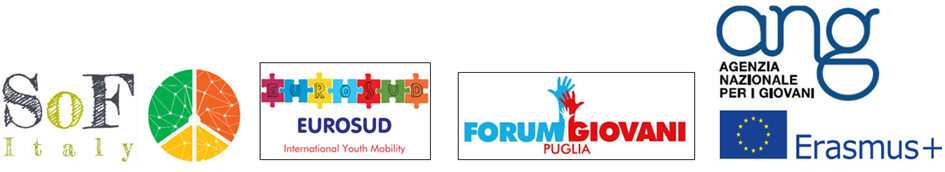 SoF
Italy
EUROSUD
EUROSUD
International Youth Mobility
FORUM GIOVANI
PUGLIA
ang
AGENZIA
NAZIONALE
PER I GIOVANI
Erasmus+